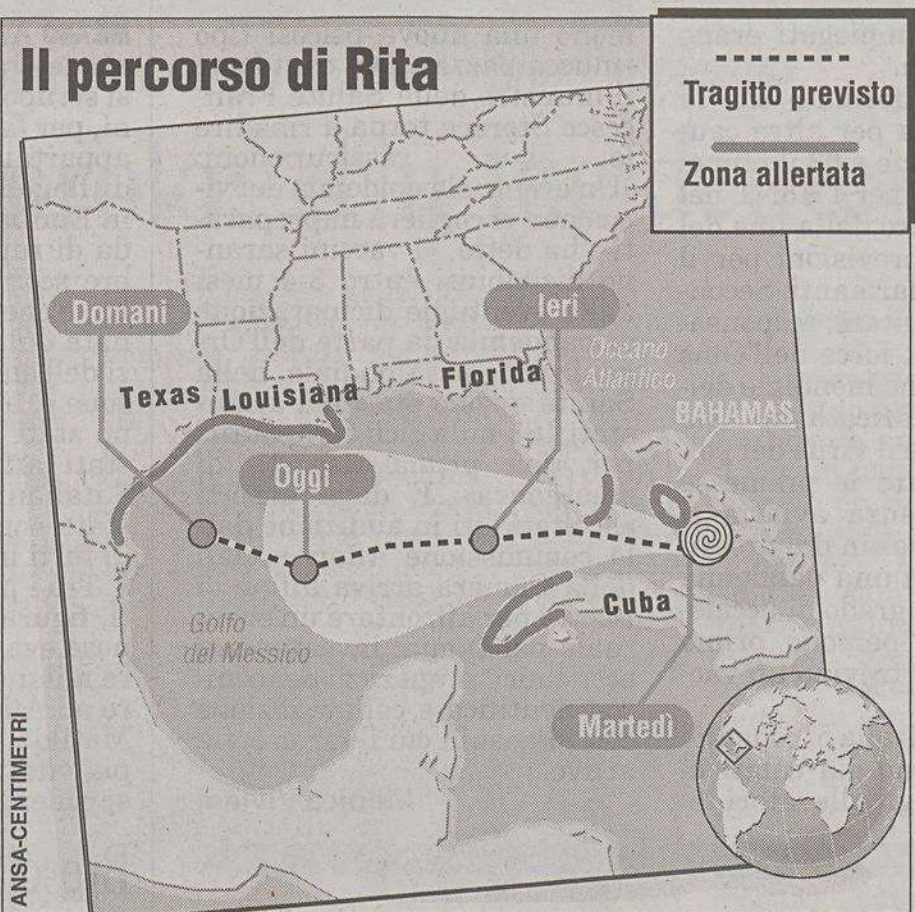 Il percorso di Rita
Tragitto previsto
Zona allertata
Domani
Ieri
Oceano
Atlantico
Texas
Louisiana
Florida
BAHAMAS
Oggi
Cuba
Golfo
del Messico
Martedì
ANSA-CENTIMETRI